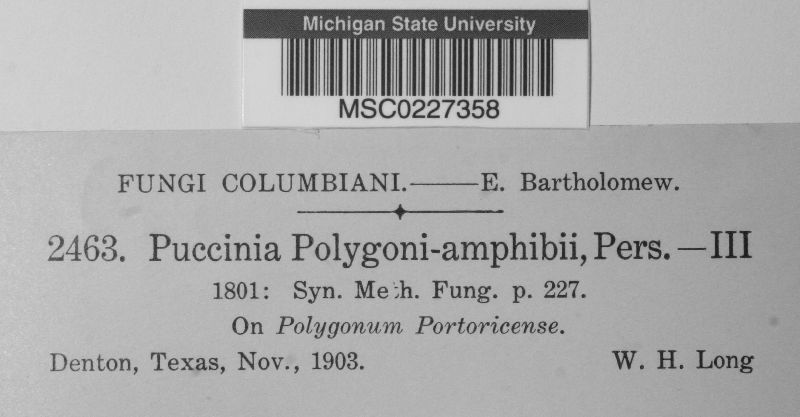 Michigan State University
MSC0227358
FUNGI COLUMBIANI.——E. Bartholomew.
2463. Puccinia Polygoni-amphibii, Pers.—III
1801: Syn. Meth. Fung. p. 227.
On Polygonum Portoricense.
Denton, Texas, Nov., 1903. W. H. Long